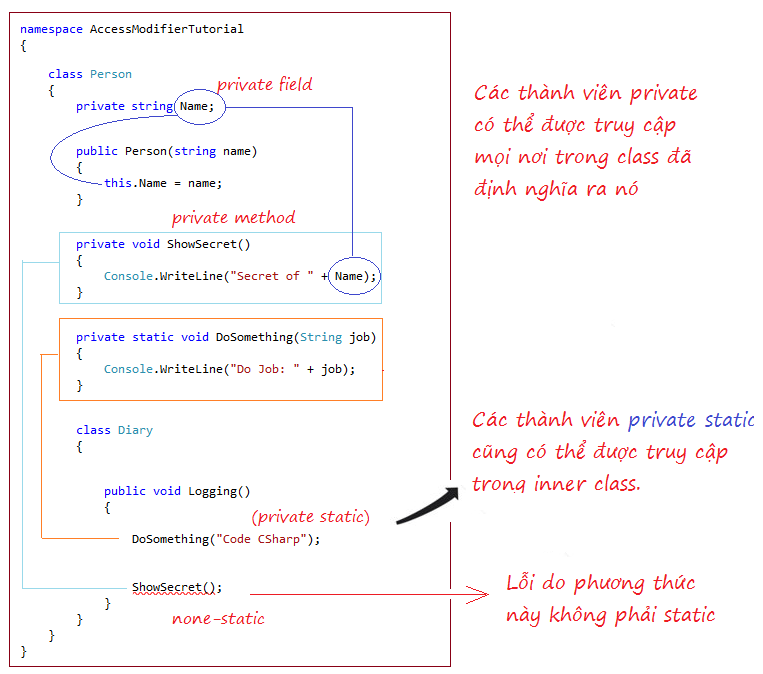 namespace AccessModifierTutorial
{
class Person
{
private field
private string Name;
public Person(string name)
{
this.Name = name;
}
private method
private void ShowSecret()
{
Console.WriteLine("Secret of " + Name);
}
private static void DoSomething(String job)
{
Console.WriteLine("Do Job: " + job);
}
class Diary
{
public void Logging()
{
(private static)
DoSomething("Code CSharp");
ShowSecret();
}
none-static
}
}
}
Các thành viên private
có thể được truy cập
mọi nơi trong class đã
định nghĩa ra nó
Các thành viên private static
cũng có thể được truy cập
trong inner class.
Lỗi do phương thức
này không phải static